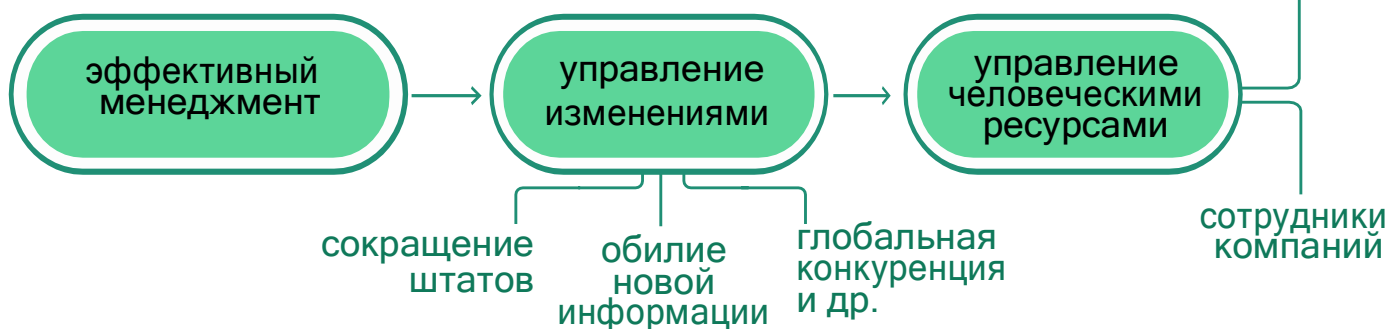 эффективный
менеджмент
управление
изменениями
управление
человеческими
ресурсами
сокращение
штатов
обилие
новой
информации
глобальная
конкуренция
и др.
сотрудники
компаний